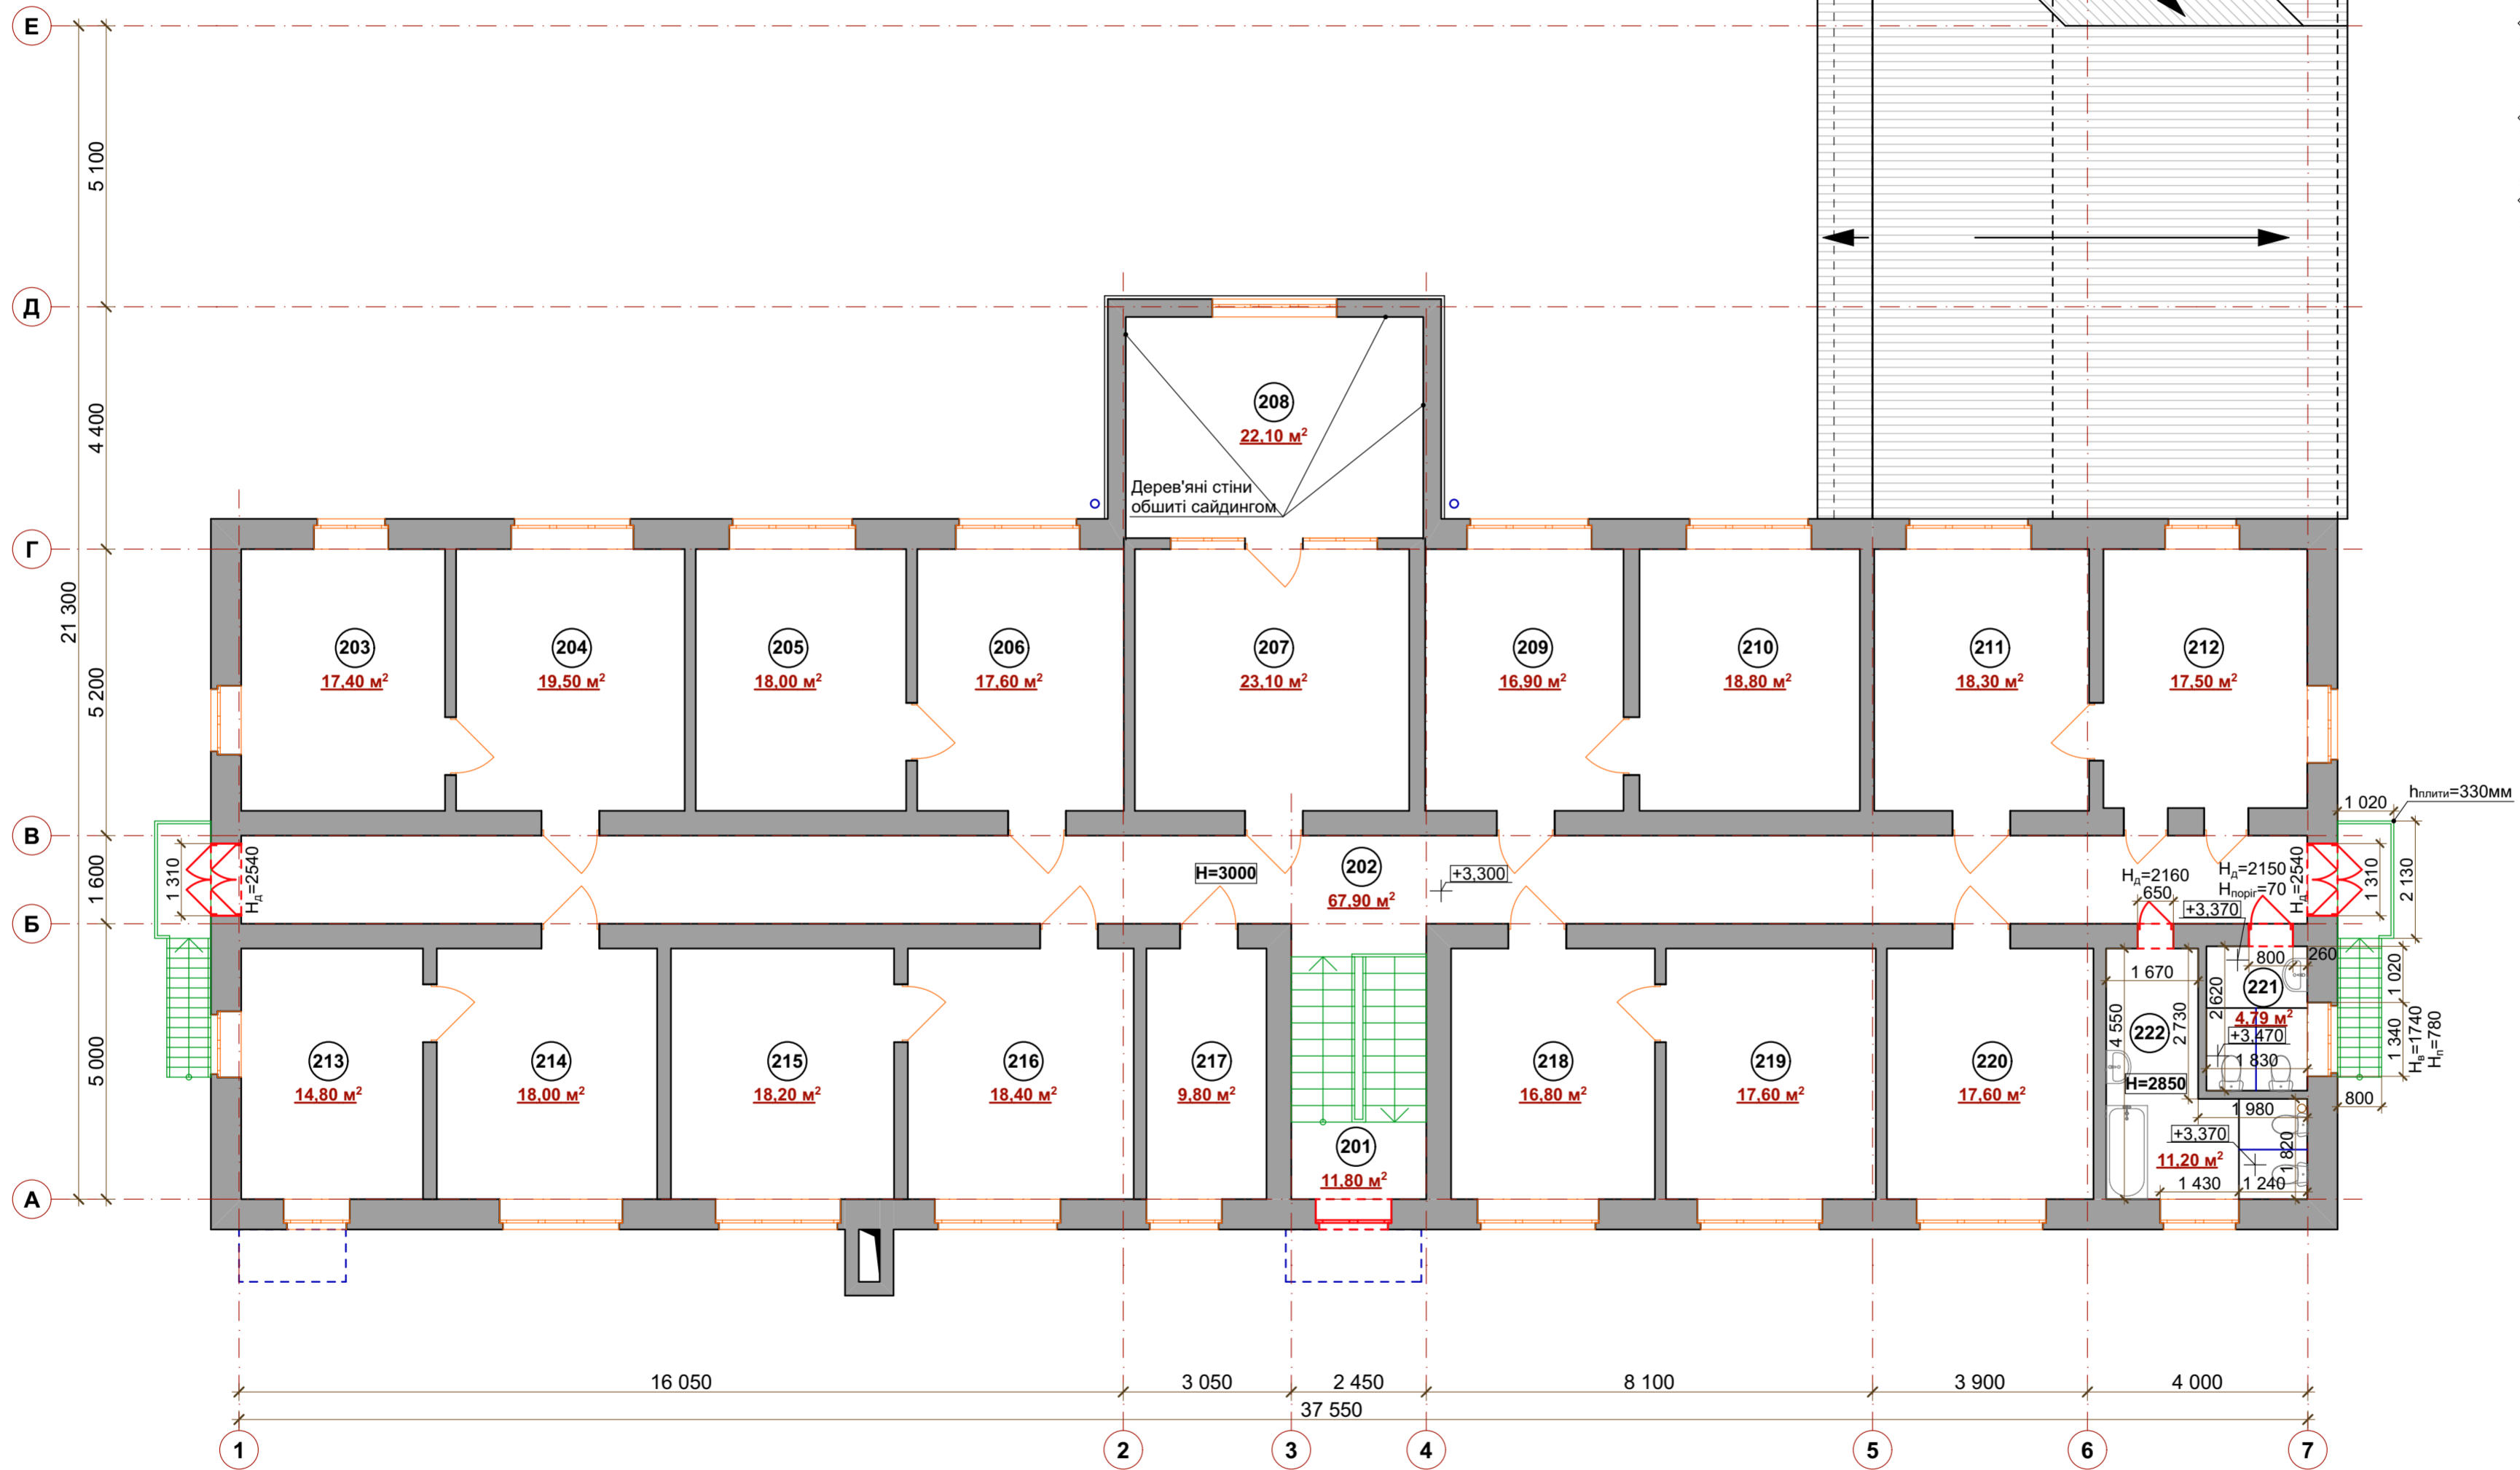 Е
5 100
Д
208
22,10 м²
4 400
Дерев'яні стіни
обшиті сайдингом
Г
21 300
5 200
203
17,40 м²
204
19,50 м²
205
18,00 м²
206
17,60 м²
207
23,10 м²
209
16,90 м²
210
18,80 м²
211
18,30 м²
212
17,50 м²
hплити=330мм
1 020
В
1 600
1 310
Hд=2540
H=3000
202
67,90 м²
+3,300
Hд=2160
650
Hд=2150
Hпоріг=70
+3,370
Hд=2540
1 310
2 130
Б
5 000
213
14,80 м²
214
18,00 м²
215
18,20 м²
216
18,40 м²
217
9,80 м²
201
11,80 м²
218
16,80 м²
219
17,60 м²
220
17,60 м²
1 670
4 550
222
2 730
H=2850
2 620
800
260
221
4,79 м²
+3,470
1 830
1 020
1 340
Hв=1740
Hп=780
800
1 980
+3,370
1 820
11,20 м²
1 430
1 240
А
16 050
3 050
2 450
8 100
3 900
4 000
37 550
1
2
3
4
5
6
7